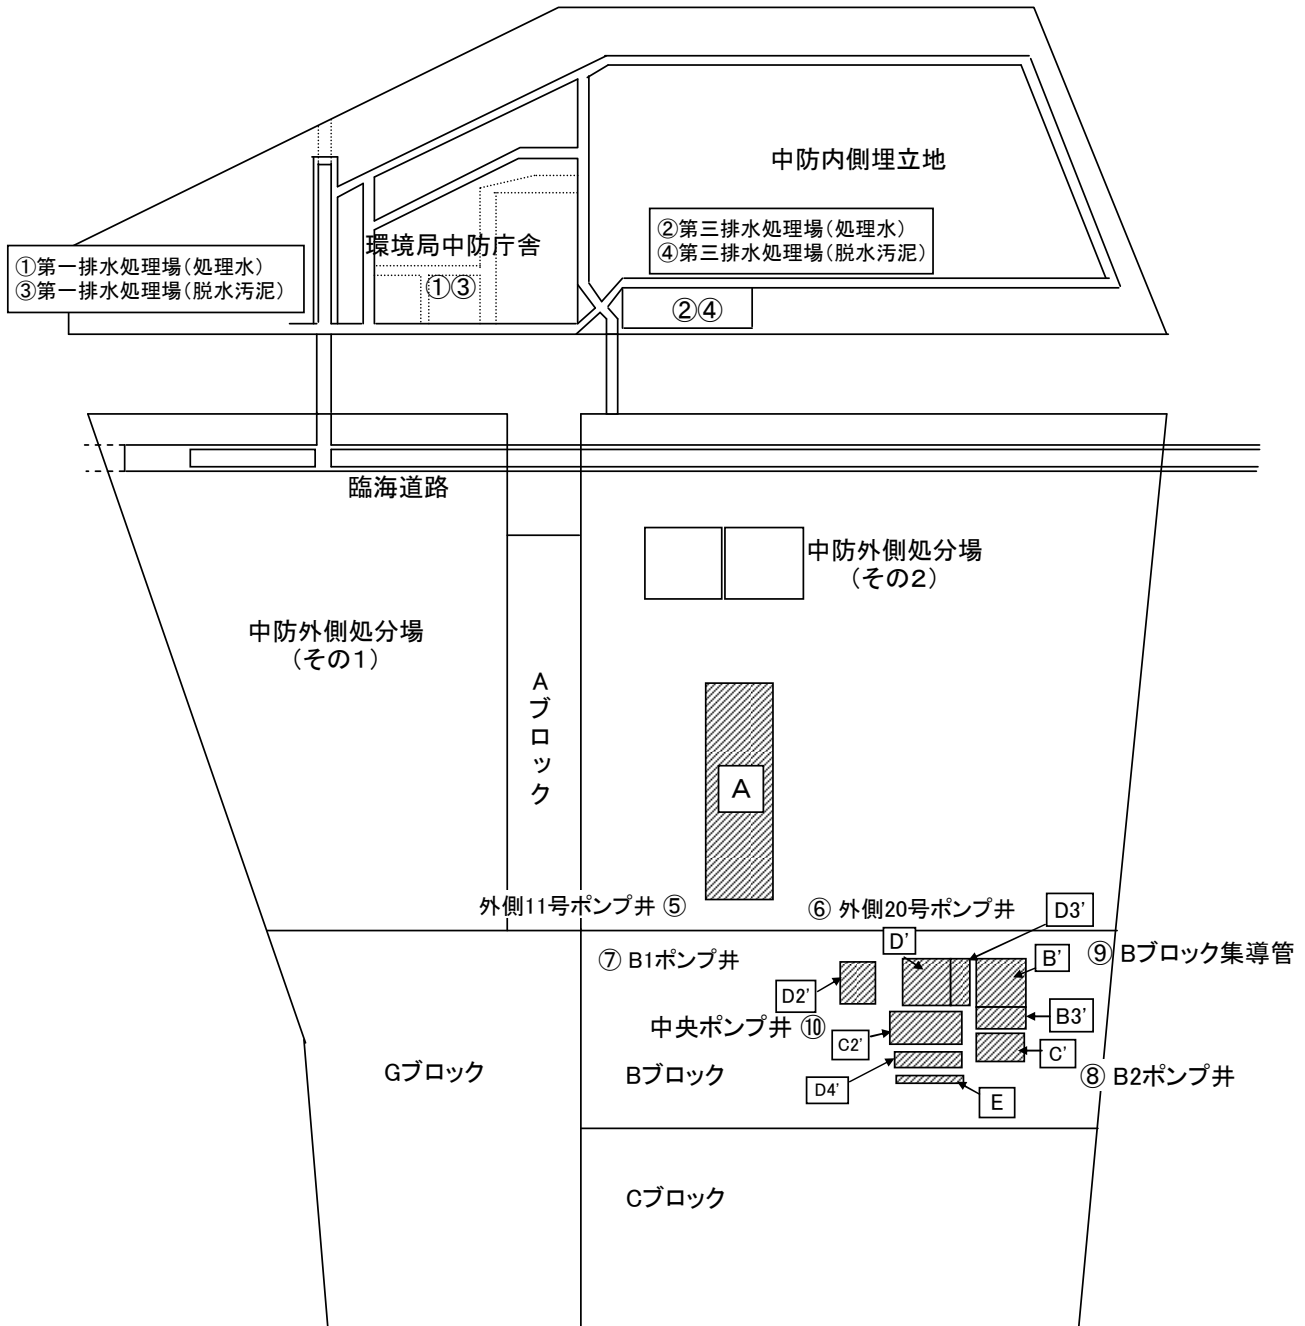 中防内側埋立地
②第三排水処理場(処理水)
④第三排水処理場(脱水汚泥)
環境局中防庁舎
①第一排水処理場(処理水)
③第一排水処理場(脱水汚泥)
①③
②④
臨海道路
中防外側処分場
(その2)
中防外側処分場
(その1)
Aブロック
A
外側11号ポンプ井 ⑤
⑥ 外側20号ポンプ井
D3'
D'
⑦ B1ポンプ井
B'
⑨ Bブロック集導管
D2'
B3'
中央ポンプ井 ⑩
C2'
C'
Gブロック
Bブロック
D4'
E
⑧ B2ポンプ井
Cブロック